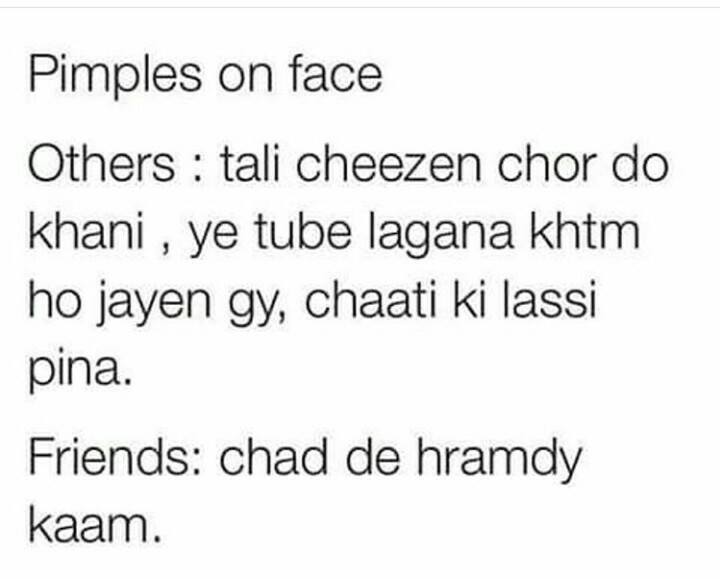 Pimples on face
Others : tali cheezen chor do
khani , ye tube lagana khtm
ho jayen gy, chaati ki lassi
pina.
Friends: chad de hramdy
kaam.